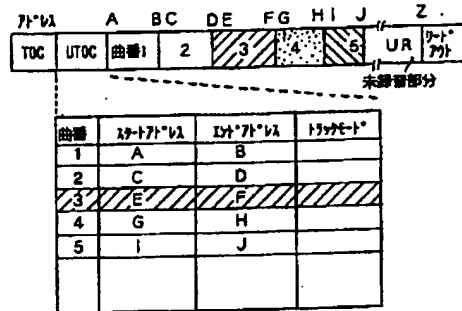 アドレス A BC DE FG HI J Z
TOC UTOC 曲番1 2 3 4 5 UR リードアウト
未録音部分
曲番 スタートアドレス エンドアドレス トラックモード
1 A B
2 C D
3 E F
4 G H
5 I J